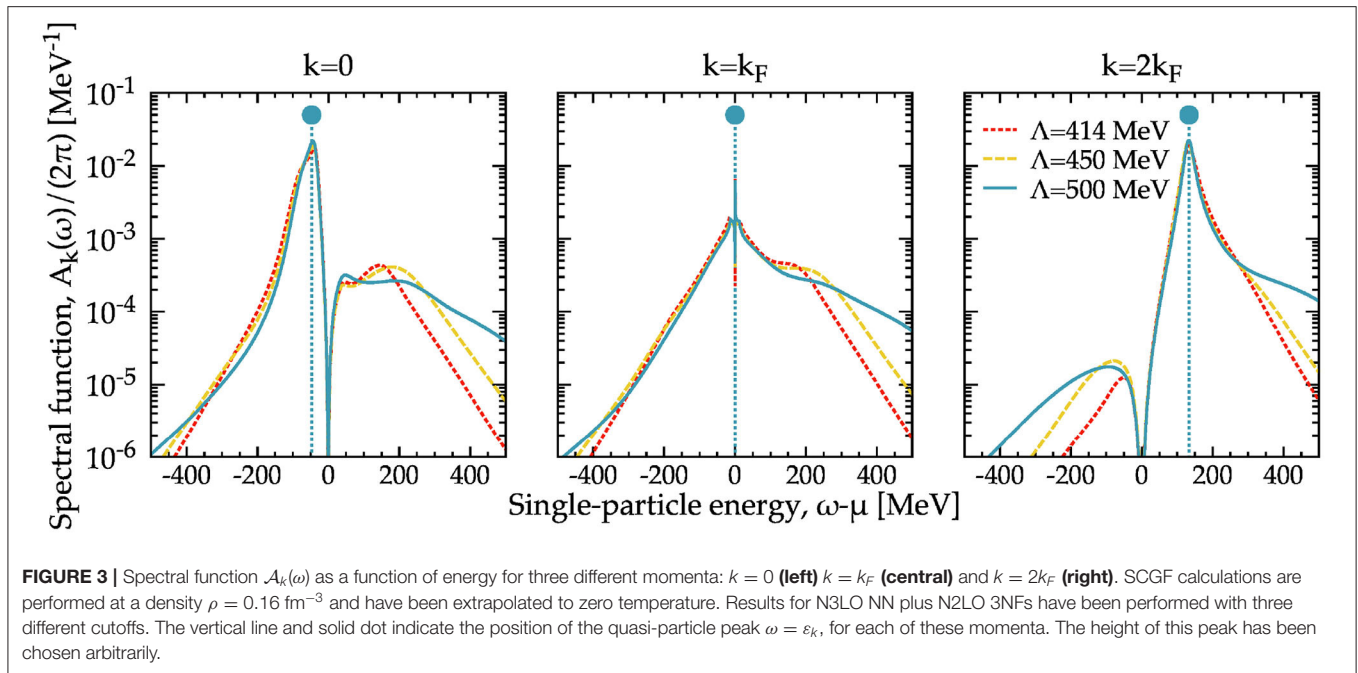 k=0
k=k_F
k=2k_F
Spectral function, A_k(ω)/(2π) [MeV⁻¹]
10⁻¹
10⁻²
10⁻³
10⁻⁴
10⁻⁵
10⁻⁶
Λ=414 MeV
Λ=450 MeV
Λ=500 MeV
-400 -200 0 200 400
-400 -200 0 200 400
-400 -200 0 200 400
Single-particle energy, ω-μ [MeV]
FIGURE 3 | Spectral function 𝒜_k(ω) as a function of energy for three different momenta: k = 0 (left) k = k_F (central) and k = 2k_F (right). SCGF calculations are
performed at a density ρ = 0.16 fm⁻³ and have been extrapolated to zero temperature. Results for N3LO NN plus N2LO 3NFs have been performed with three
different cutoffs. The vertical line and solid dot indicate the position of the quasi-particle peak ω = ε_k, for each of these momenta. The height of this peak has been
chosen arbitrarily.